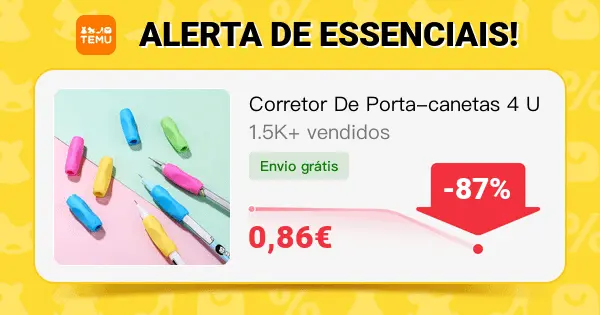 TEMU
ALERTA DE ESSENCIAIS!
Corretor De Porta-canetas 4 U
1.5K+ vendidos
Envio grátis
-87%
0,86€